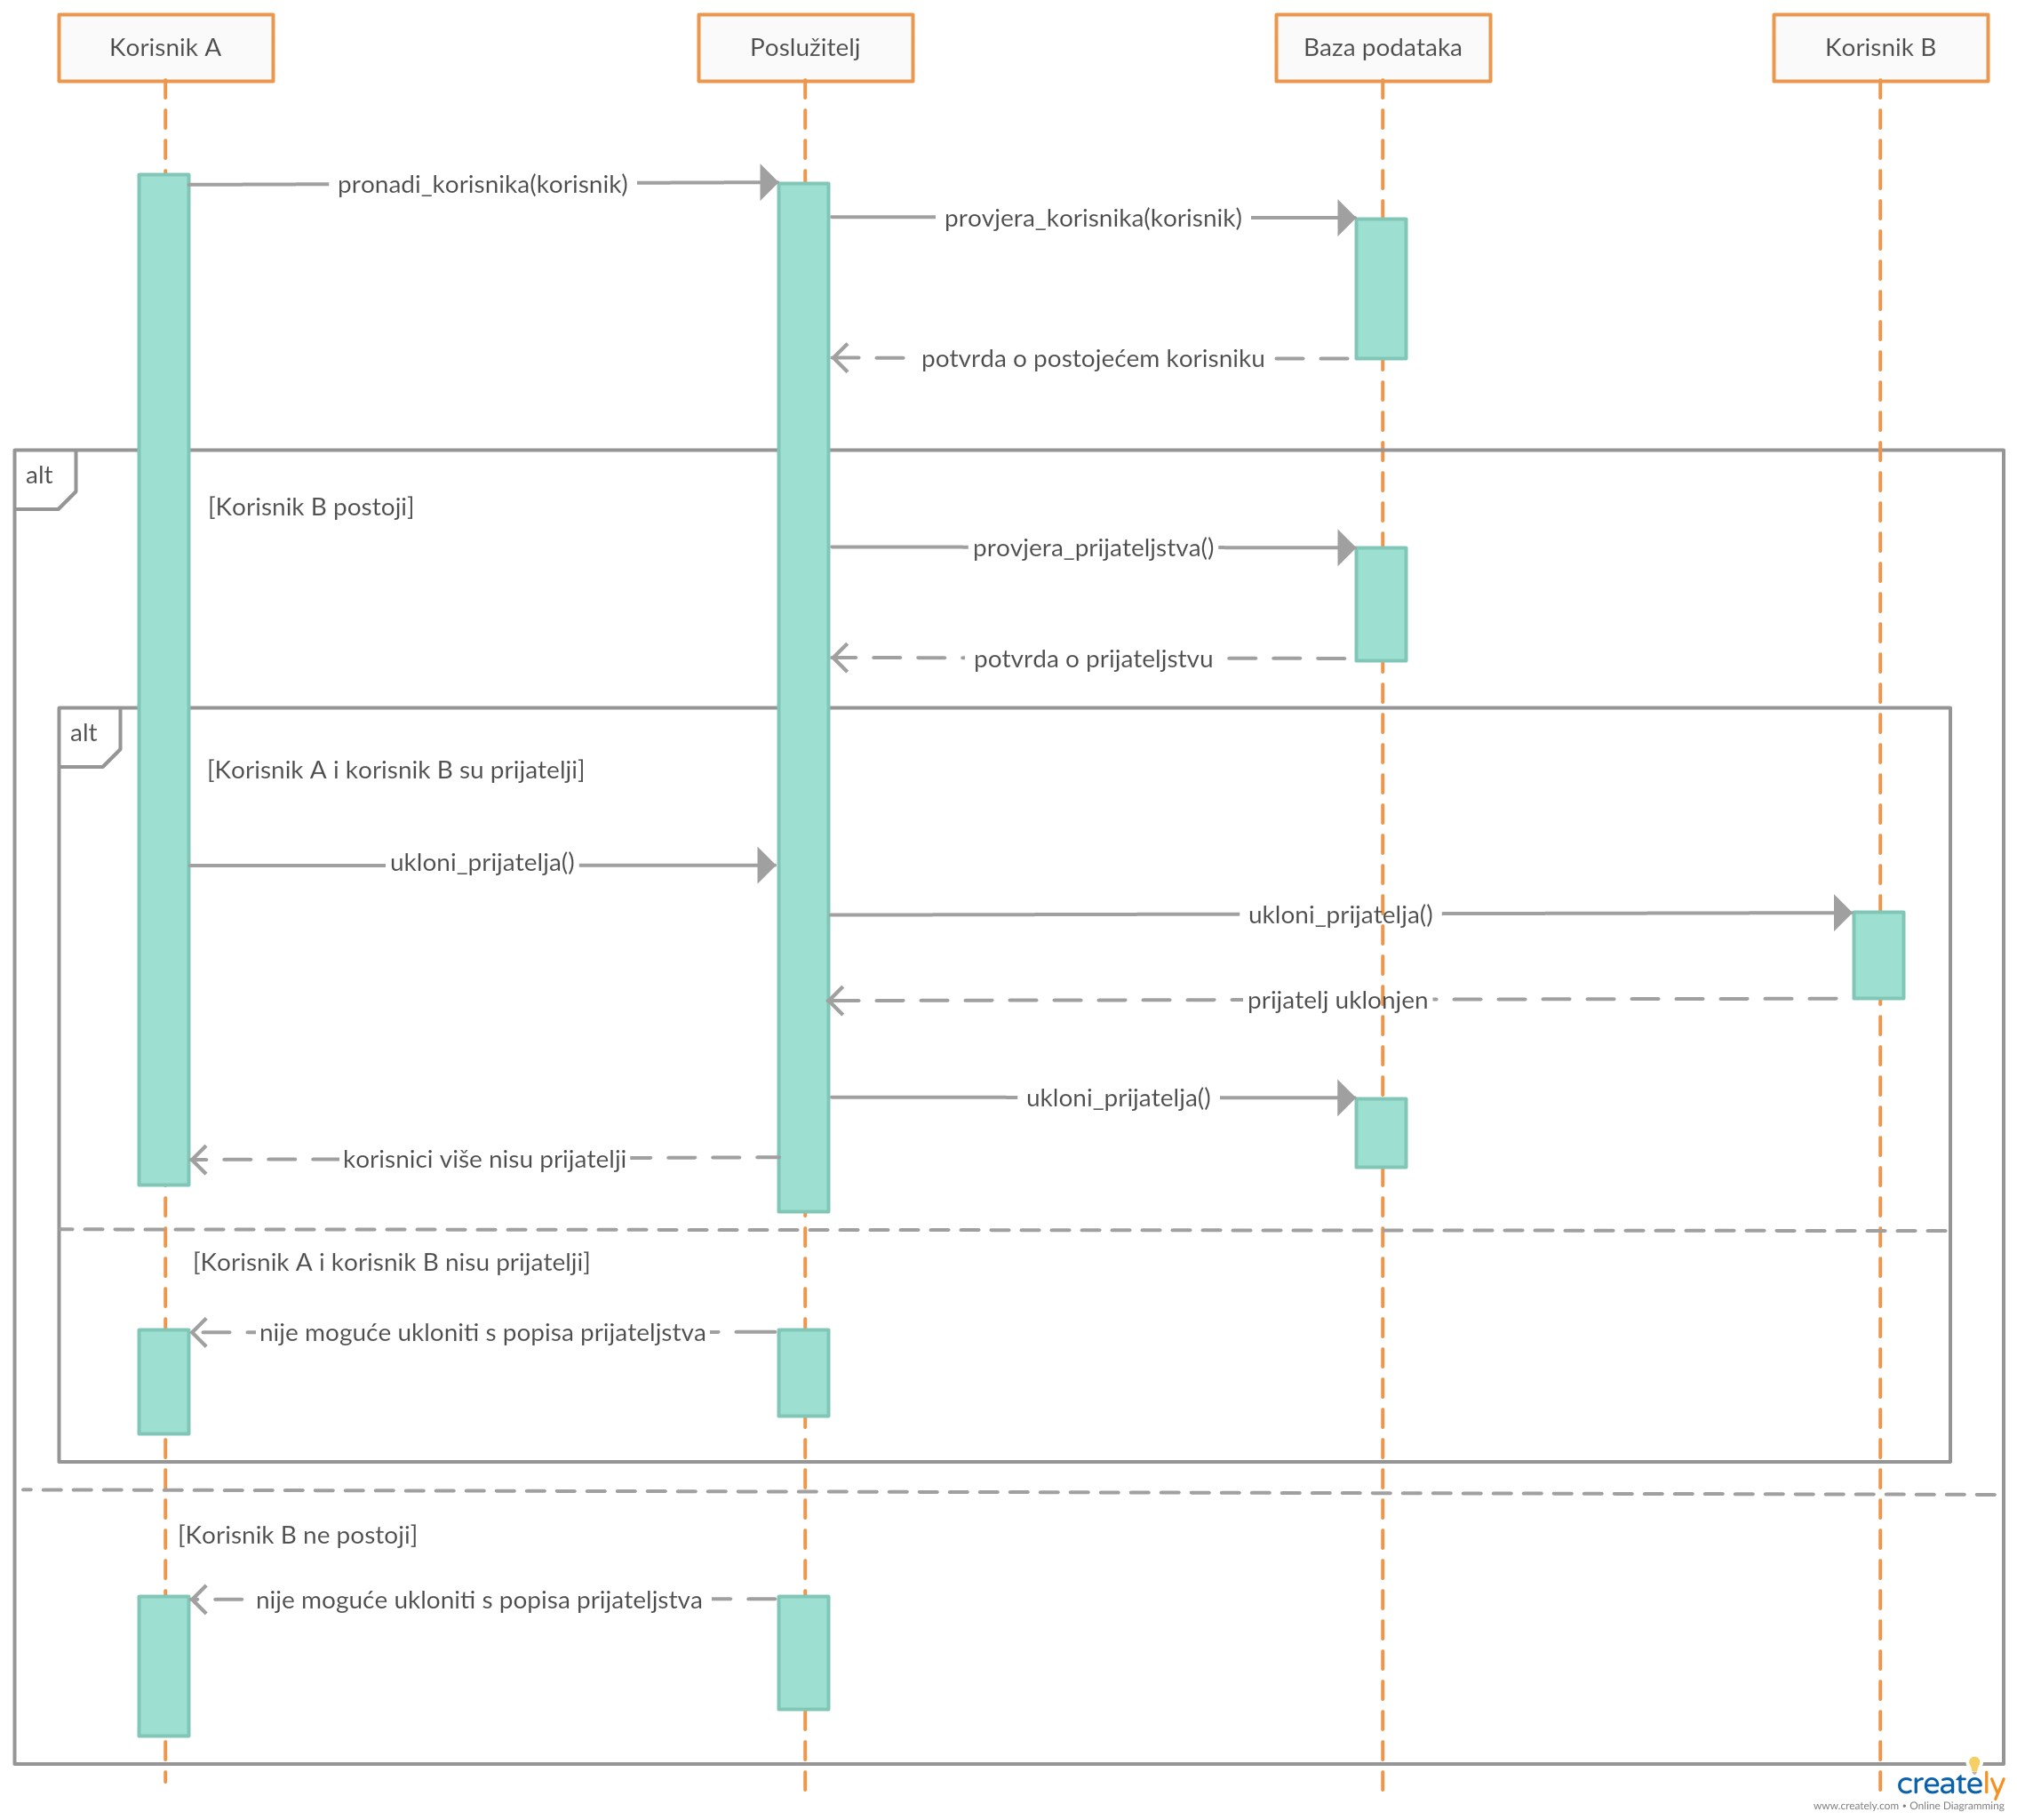 Korisnik A
Poslužitelj
Baza podataka
Korisnik B
pronadi_korisnika(korisnik)
provjera_korisnika(korisnik)
potvrda o postojećem korisniku
alt
[Korisnik B postoji]
provjera_prijateljstva()
potvrda o prijateljstvu
alt
[Korisnik A i korisnik B su prijatelji]
ukloni_prijatelja()
ukloni_prijatelja()
prijatelj uklonjen
ukloni_prijatelja()
korisnici više nisu prijatelji
[Korisnik A i korisnik B nisu prijatelji]
nije moguće ukloniti s popisa prijateljstva
[Korisnik B ne postoji]
nije moguće ukloniti s popisa prijateljstva
creately
www.creately.com • Online Diagramming